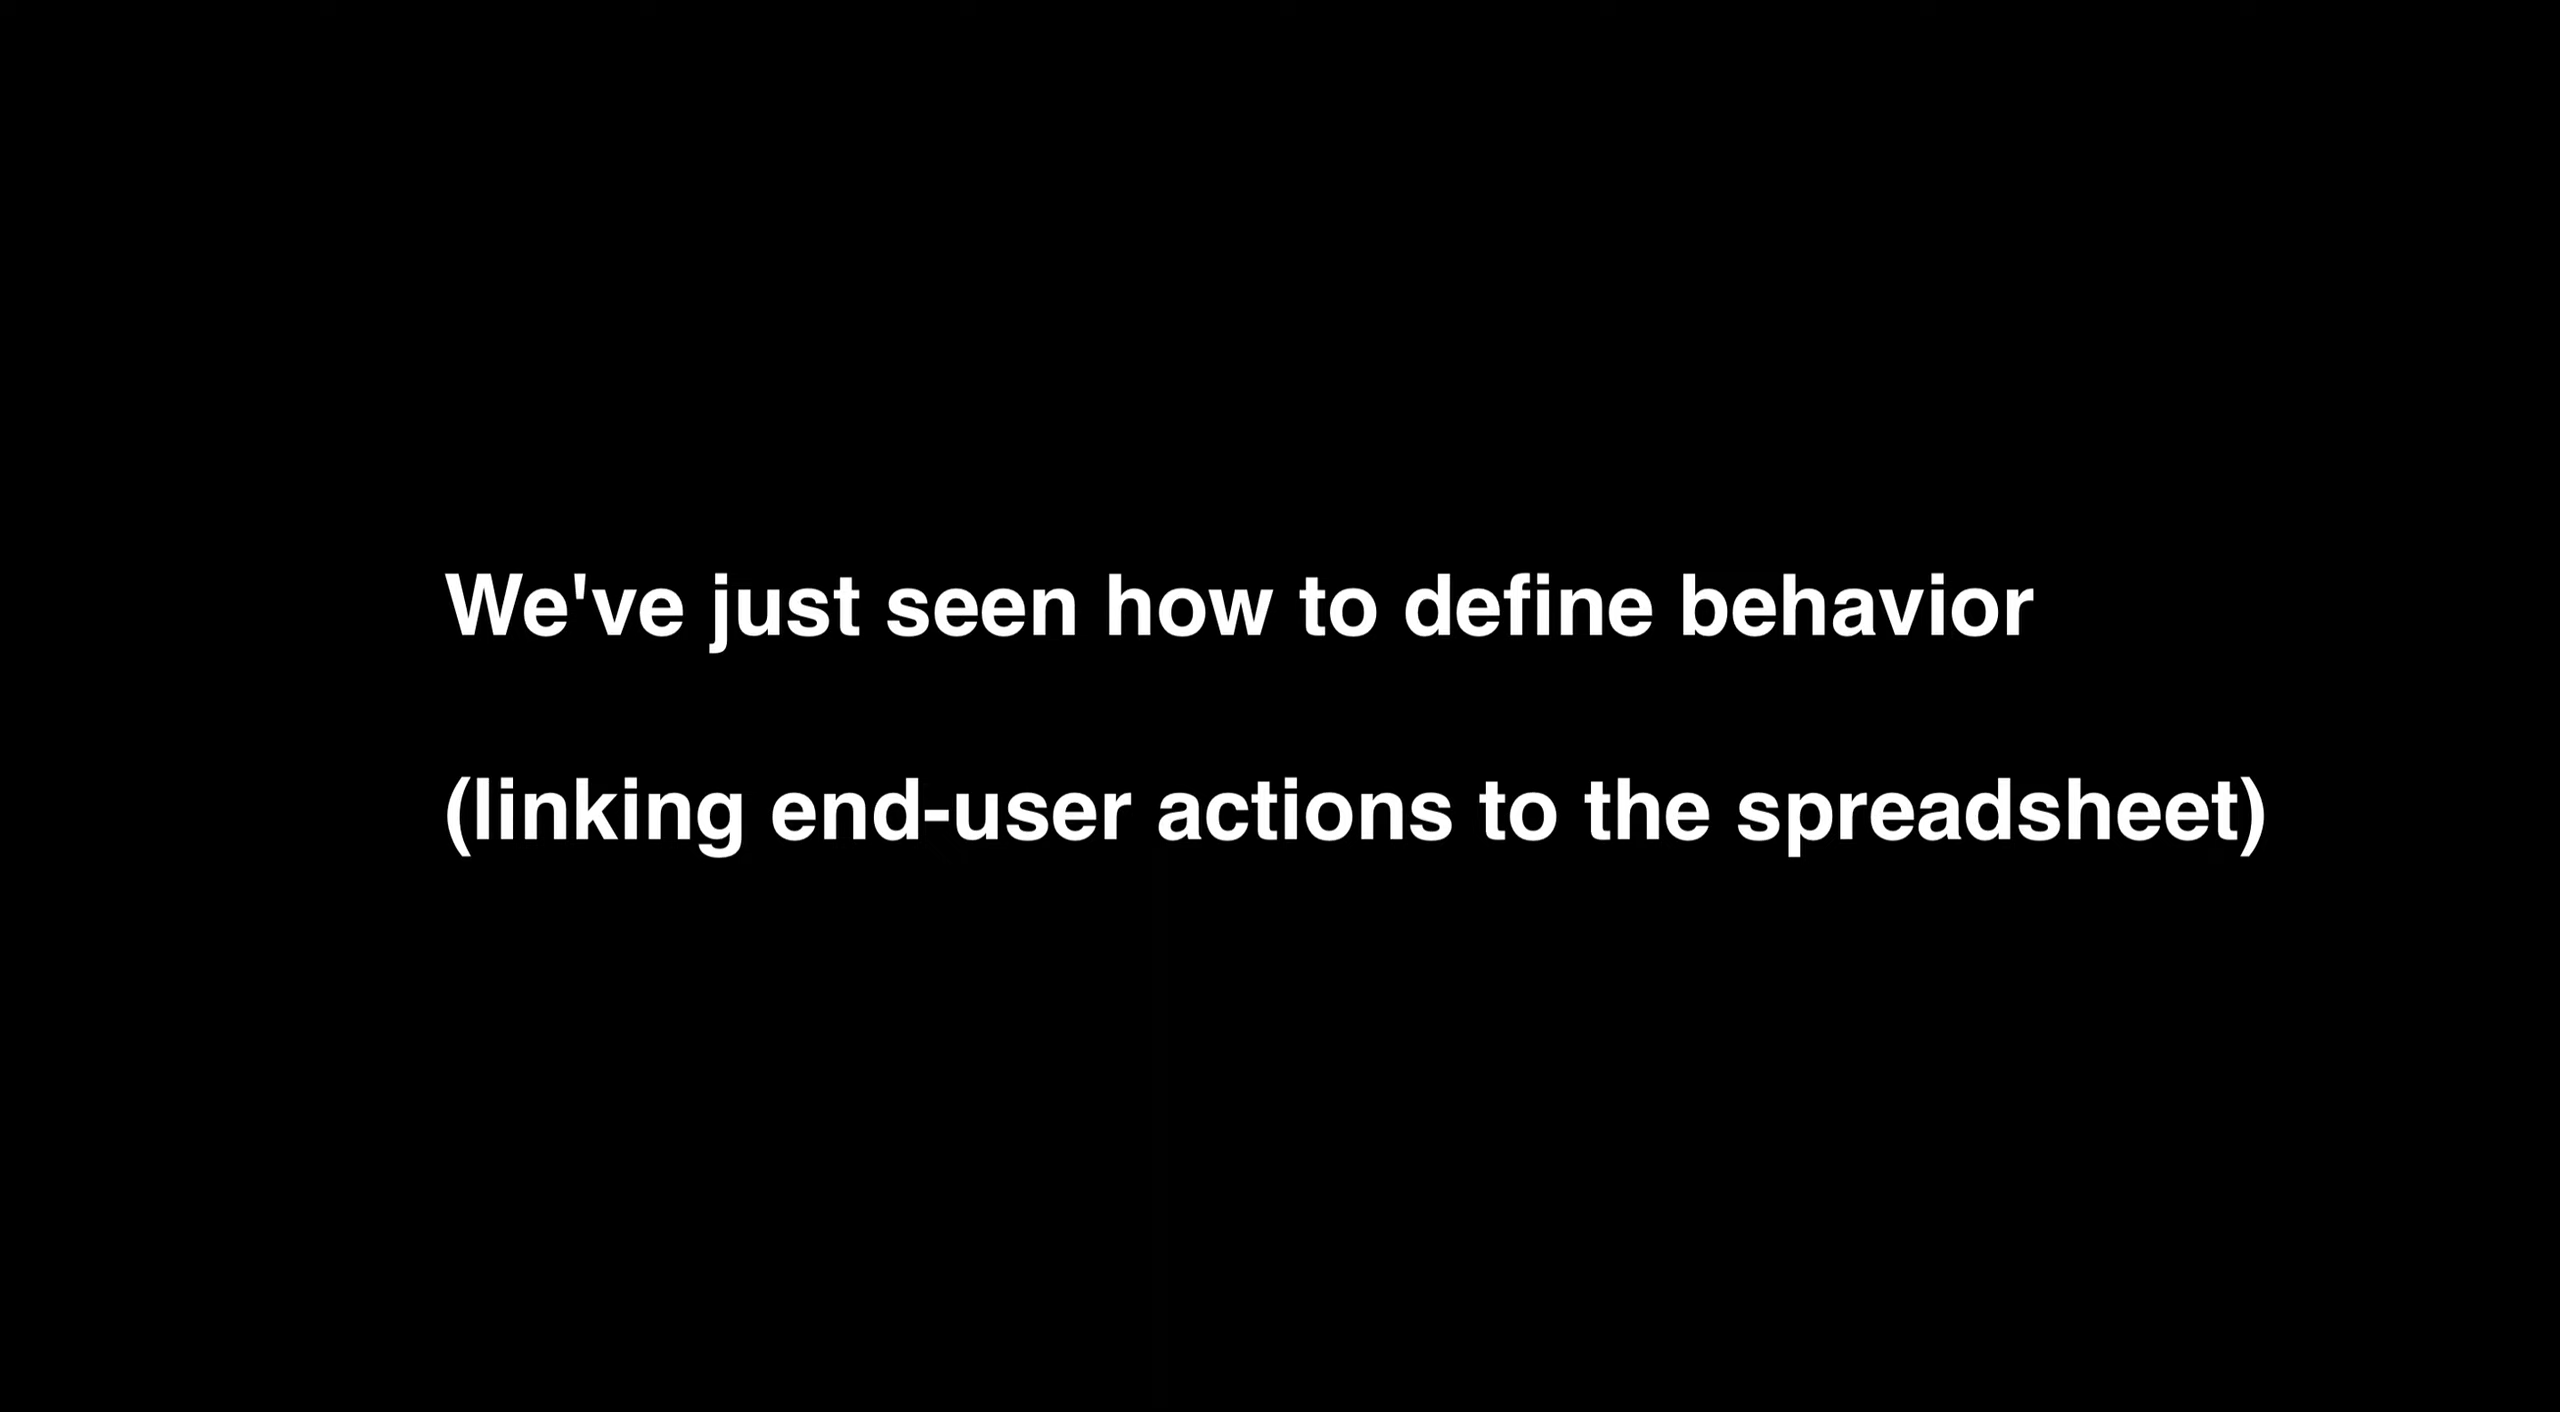 We've just seen how to define behavior
(linking end-user actions to the spreadsheet)